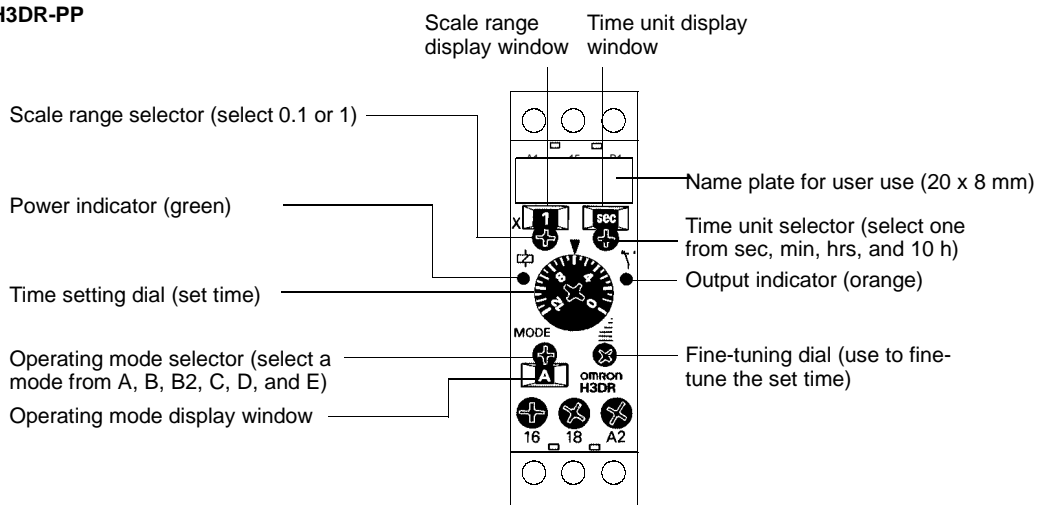 H3DR-PP
Scale range
display window
Time unit display
window
Scale range selector (select 0.1 or 1)
Name plate for user use (20 x 8 mm)
Power indicator (green)
X
1
sec
Time unit selector (select one
from sec, min, hrs, and 10 h)
Output indicator (orange)
Time setting dial (set time)
12
8
4
0
MODE
Operating mode selector (select a
mode from A, B, B2, C, D, and E)
Fine-tuning dial (use to fine-
tune the set time)
A
OMRON
H3DR
Operating mode display window
16
18
A2